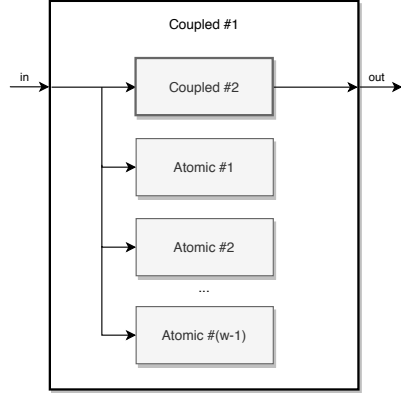 Coupled #1
in
Coupled #2
out
Atomic #1
Atomic #2
...
Atomic #(w-1)